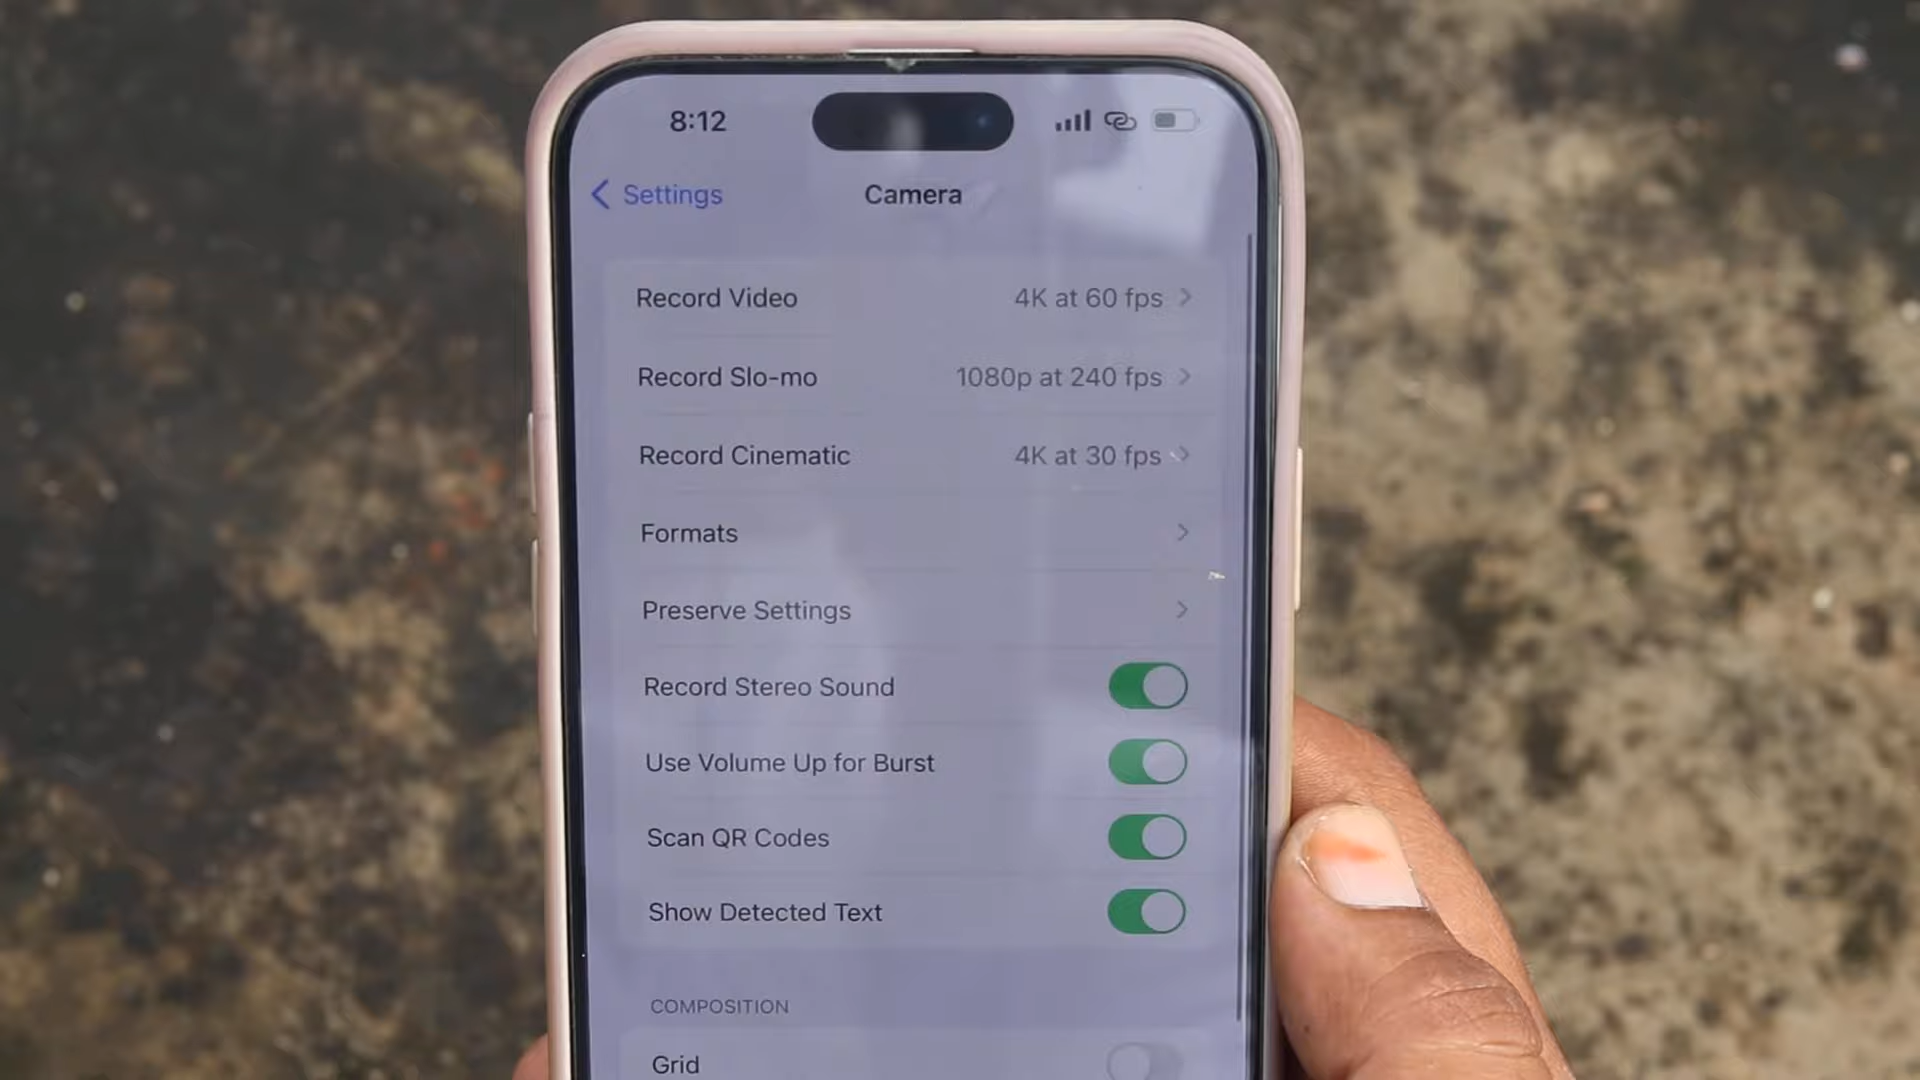 8:12
Settings
Camera
Record Video 4K at 60 fps
Record Slo-mo 1080p at 240 fps
Record Cinematic 4K at 30 fps
Formats
Preserve Settings
Record Stereo Sound
Use Volume Up for Burst
Scan QR Codes
Show Detected Text
COMPOSITION
Grid